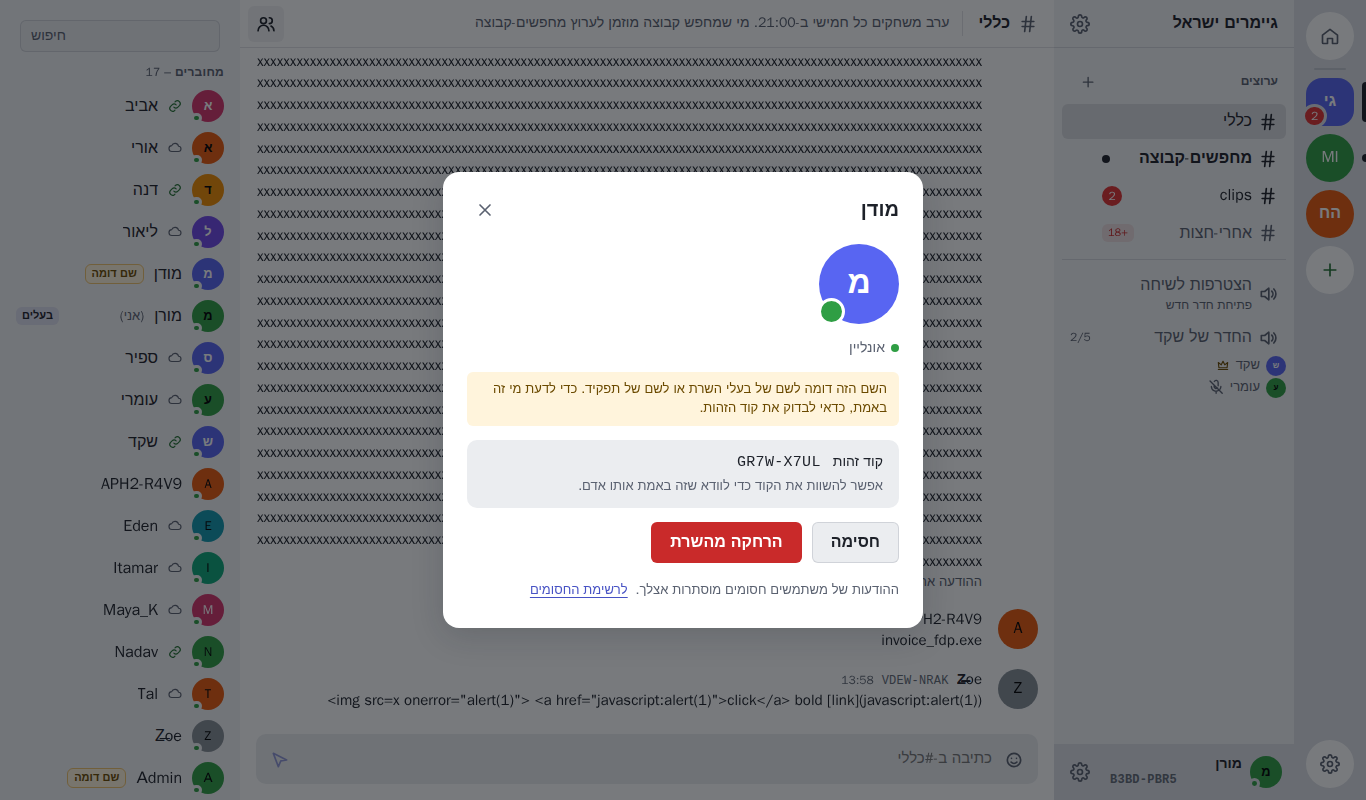 גיימרים ישראל
ערוצים
גי
2
MI
הח
כללי
מחפשים-קבוצה
clips
2
אחרי-חצות
18+
הצטרפות לשיחה
פתיחת חדר חדש
החדר של שקד
2/5
ש
שקד
ע
עומרי
מ
מורן
B3BD-PBR5
כללי
ערב משחקים כל חמישי ב-21:00. מי שמחפש קבוצה מוזמן לערוץ מחפשים-קבוצה
invoice_fdp.exe
A
Z
Zoe VDEW-NRAK 13:58
<img src=x onerror="alert(1)"> <a href="javascript:alert(1)">click</a> bold [link](javascript:alert(1))
כתיבה ב-#כללי
מודן
מ
אונליין
השם הזה דומה לשם של בעלי השרת או לשם של תפקיד. כדי לדעת מי זה
באמת, כדאי לבדוק את קוד הזהות.
קוד זהות GR7W-X7UL
אפשר להשוות את הקוד כדי לוודא שזה באמת אותו אדם.
חסימה
הרחקה מהשרת
ההודעות של משתמשים חסומים מוסתרות אצלך. לרשימת החסומים
חיפוש
מחוברים – 17
א
אביב
א
אורי
ד
דנה
ל
ליאור
מ
מודן
שם דומה
מ
מורן (אני)
בעלים
ס
ספיר
ע
עומרי
ש
שקד
A
APH2-R4V9
E
Eden
I
Itamar
M
Maya_K
N
Nadav
T
Tal
Z
Zoe
A
Admin
שם דומה